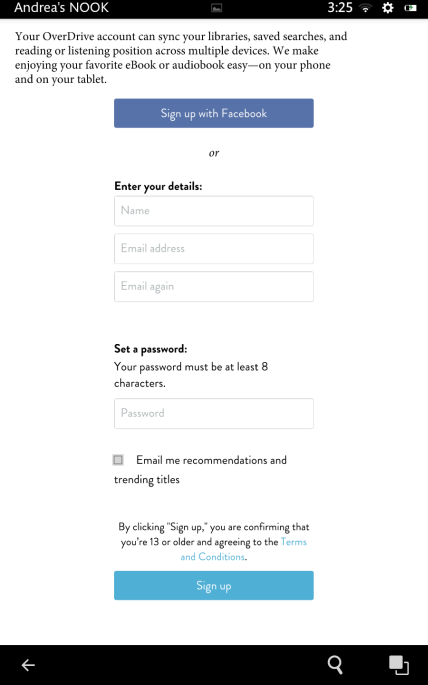 Andrea's NOOK
3:25
Your OverDrive account can sync your libraries, saved searches, and
reading or listening position across multiple devices. We make
enjoying your favorite eBook or audiobook easy—on your phone
and on your tablet.
Sign up with Facebook
or
Enter your details:
Name
Email address
Email again
Set a password:
Your password must be at least 8
characters.
Password
Email me recommendations and
trending titles
By clicking "Sign up," you are confirming that
you're 13 or older and agreeing to the Terms
and Conditions.
Sign up